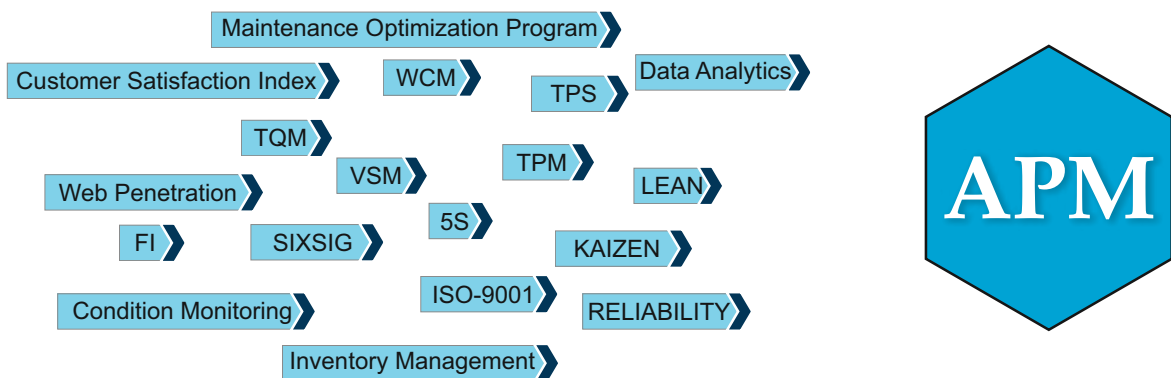 Maintenance Optimization Program
Customer Satisfaction Index
WCM
Data Analytics
TPS
TQM
TPM
VSM
LEAN
Web Penetration
5S
FI
SIXSIG
KAIZEN
ISO-9001
Condition Monitoring
RELIABILITY
Inventory Management
APM